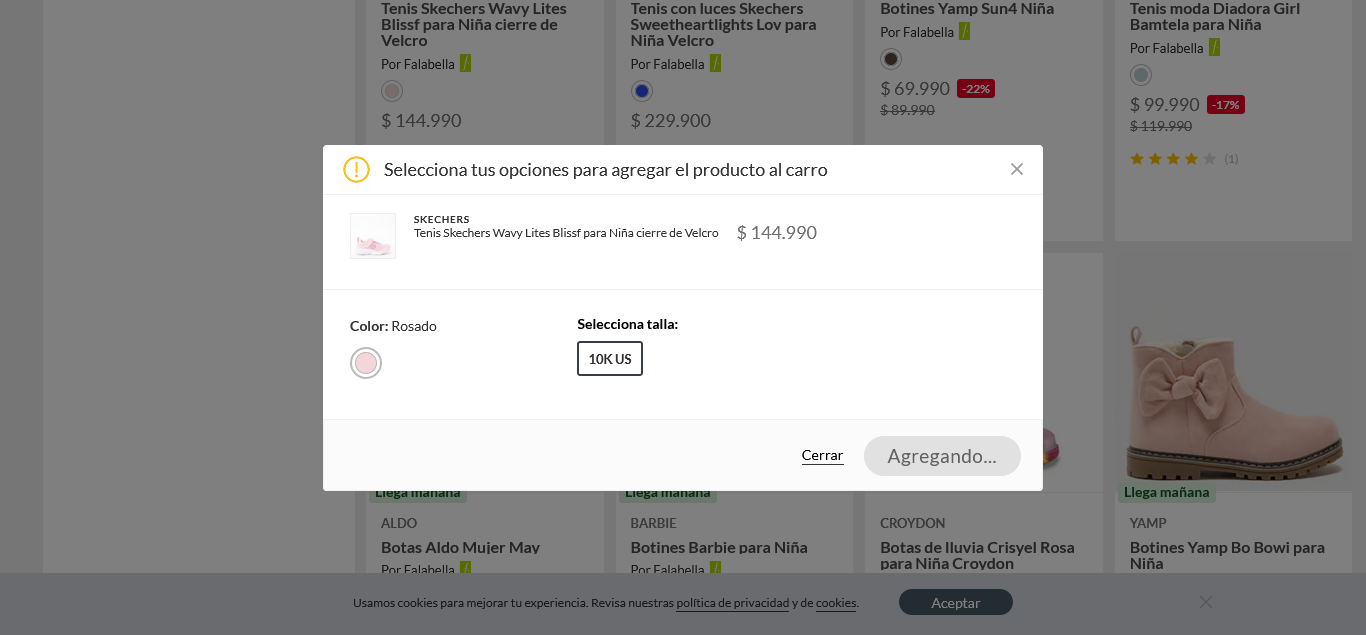 Tenis Skechers Wavy Lites
Blissf para Niña cierre de
Velcro
Por Falabella
$ 144.990
Tenis con luces Skechers
Sweetheartlights Lov para
Niña Velcro
Por Falabella
$ 229.900
Botines Yamp Sun4 Niña
Por Falabella
$ 69.990 -22%
$ 89.990
Tenis moda Diadora Girl
Bamtela para Niña
Por Falabella
$ 99.990 -17%
$ 119.990
(1)
Selecciona tus opciones para agregar el producto al carro
SKECHERS
Tenis Skechers Wavy Lites Blissf para Niña cierre de Velcro
$ 144.990
Color: Rosado
Selecciona talla:
10K US
Cerrar
Agregando...
Llega mañana
ALDO
Botas Aldo Mujer May
Por Falabella
Llega mañana
BARBIE
Botines Barbie para Niña
Por Falabella
CROYDON
Botas de lluvia Crisyel Rosa
para Niña Croydon
Llega mañana
YAMP
Botines Yamp Bo Bowi para
Niña
Usamos cookies para mejorar tu experiencia. Revisa nuestras política de privacidad y de cookies.
Aceptar